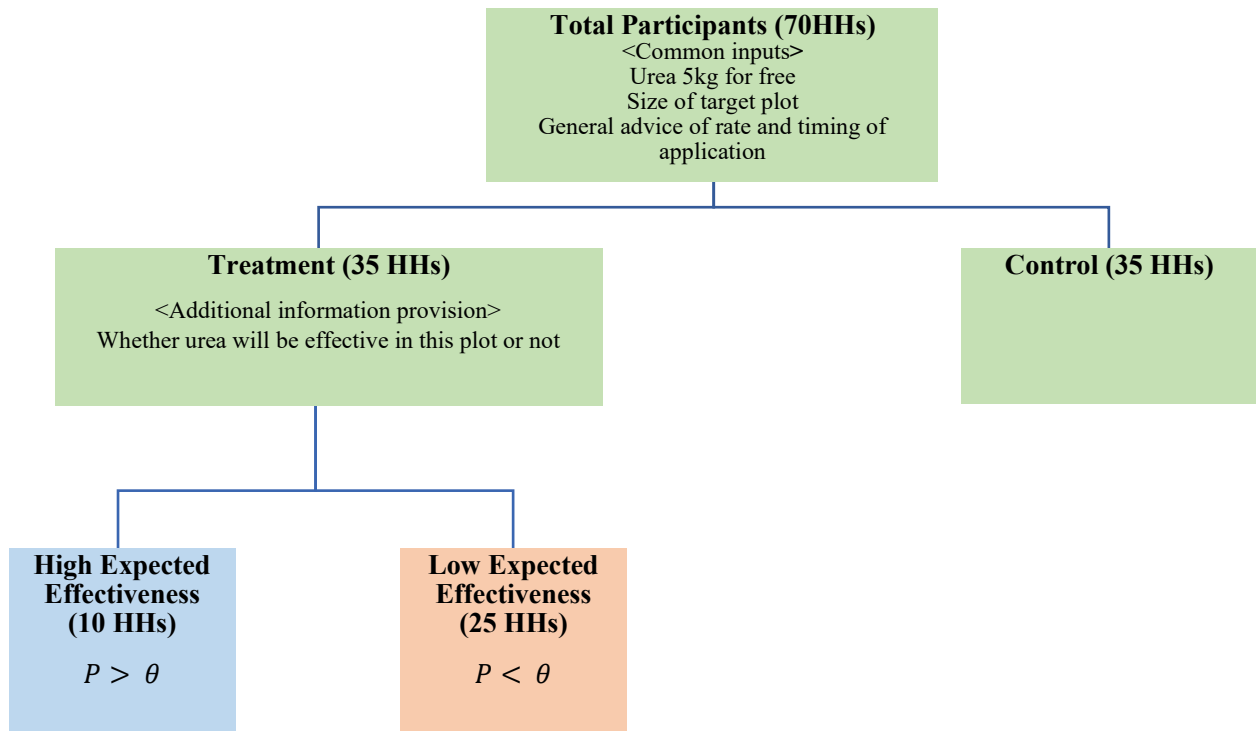 Total Participants (70HHs)
<Common inputs>
Urea 5kg for free
Size of target plot
General advice of rate and timing of
application
Treatment (35 HHs)
<Additional information provision>
Whether urea will be effective in this plot or not
Control (35 HHs)
High Expected
Effectiveness
(10 HHs)
P > θ
Low Expected
Effectiveness
(25 HHs)
P < θ